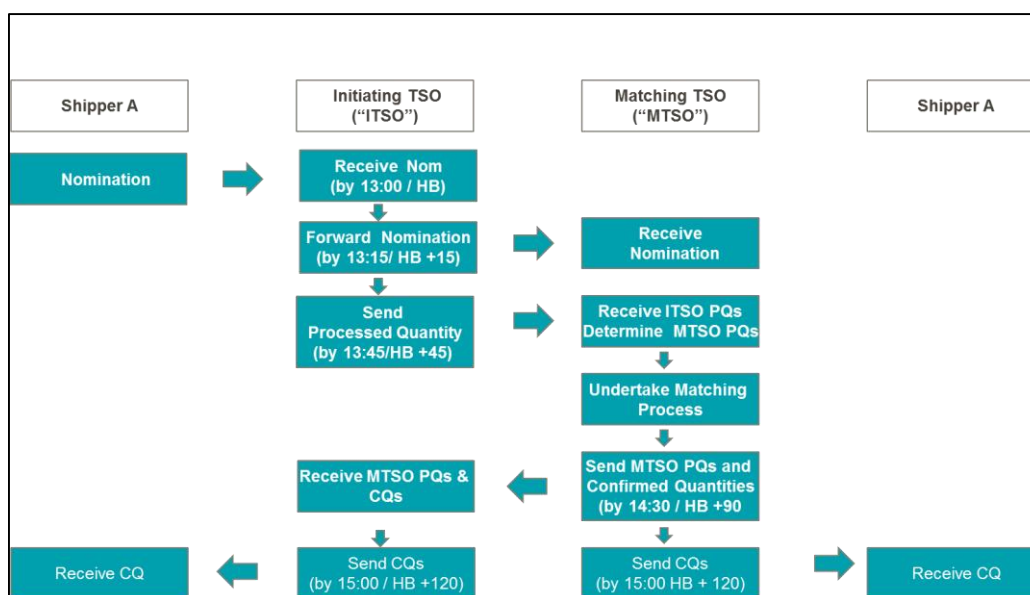 Shipper A
Initiating TSO
(“ITSO”)
Matching TSO
(“MTSO”)
Shipper A
Nomination
Receive Nom
(by 13:00 / HB)
Forward Nomination
(by 13:15/ HB +15)
Receive
Nomination
Send
Processed Quantity
(by 13:45/HB +45)
Receive ITSO PQs
Determine MTSO PQs
Undertake Matching
Process
Send MTSO PQs and
Confirmed Quantities
(by 14:30 / HB +90
Receive MTSO PQs &
CQs
Receive CQ
Send CQs
(by 15:00 / HB +120)
Send CQs
(by 15:00 HB + 120)
Receive CQ